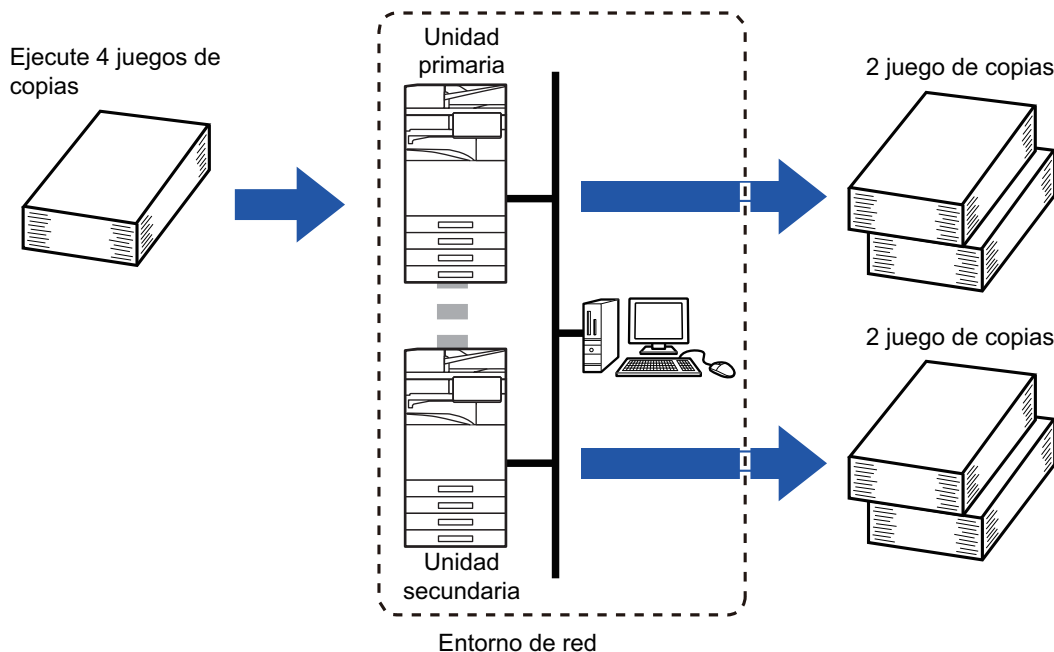 Ejecute 4 juegos de
copias
Unidad
primaria
2 juego de copias
2 juego de copias
Unidad
secundaria
Entorno de red